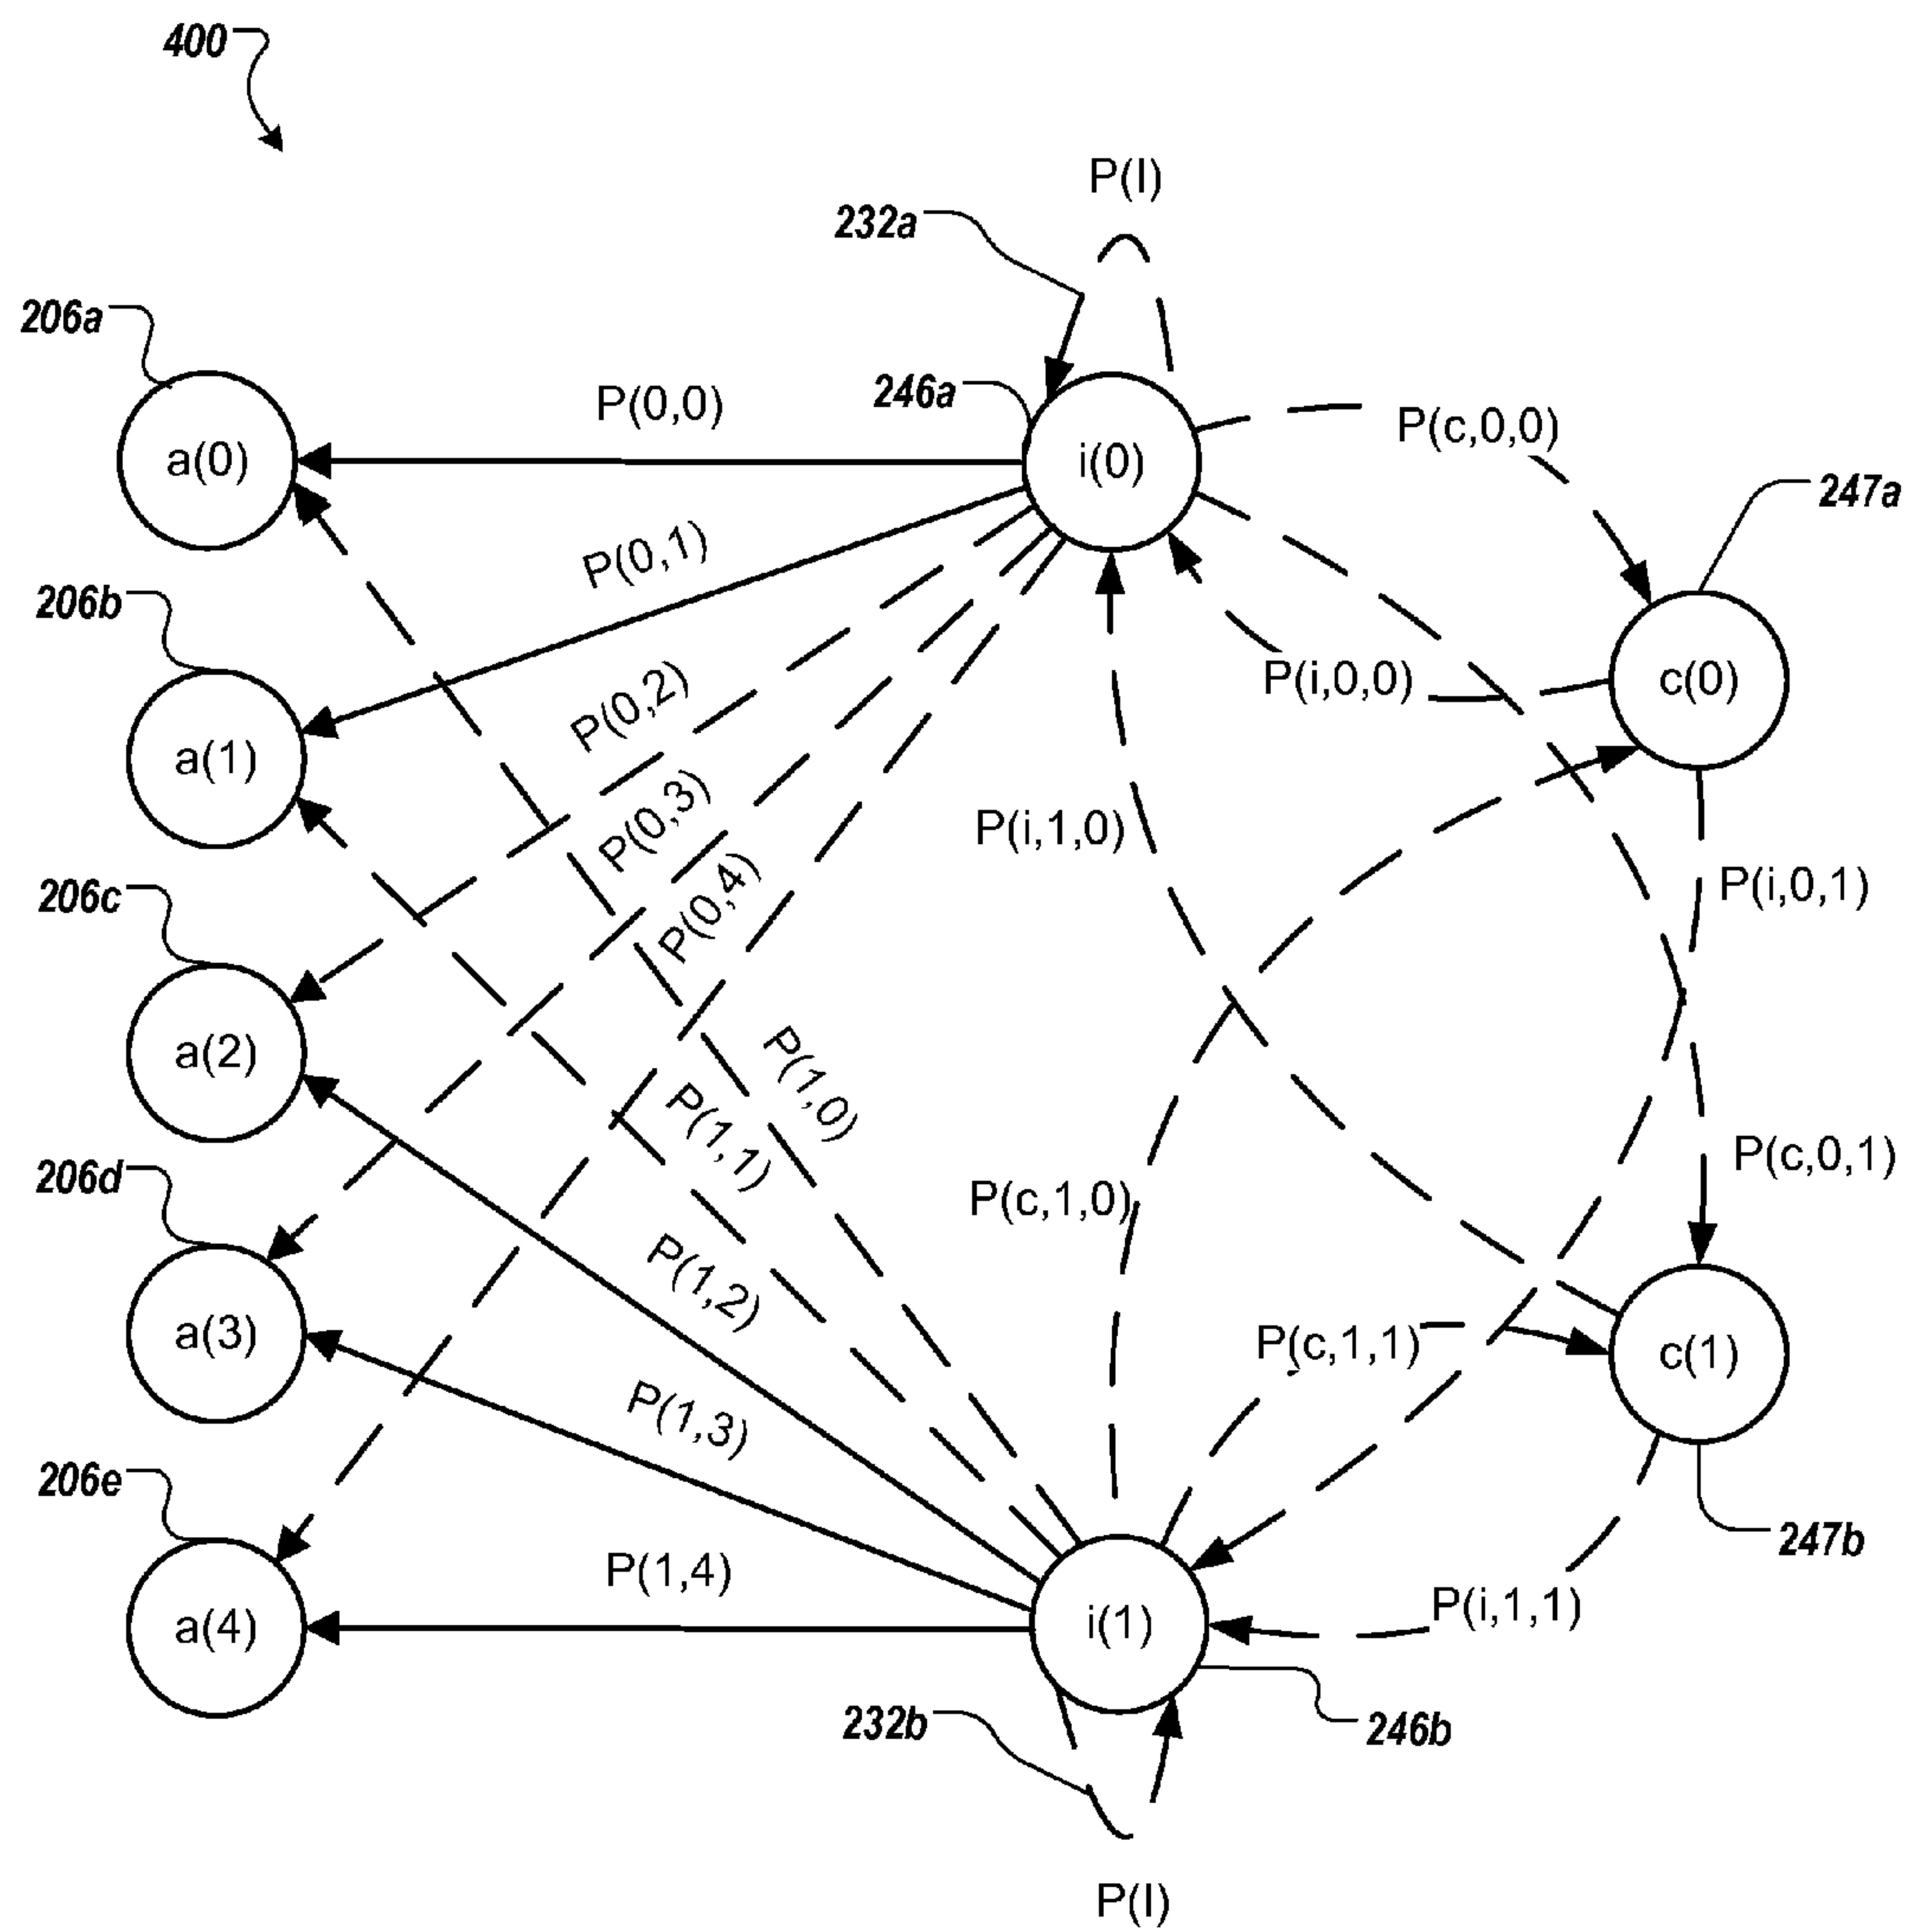 400
P(I)
232a
206a
246a
P(0,0)
P(c,0,0)
a(0)
i(0)
247a
P(0,1)
206b
P(i,0,0)
c(0)
P(0,2)
a(1)
P(0,3)
P(i,1,0)
206c
P(0,4)
P(i,0,1)
a(2)
P(1,0)
P(1,1)
206d
P(c,0,1)
P(c,1,0)
P(1,2)
a(3)
P(c,1,1)
c(1)
P(1,3)
206e
247b
P(1,4)
P(i,1,1)
a(4)
i(1)
232b
246b
P(I)